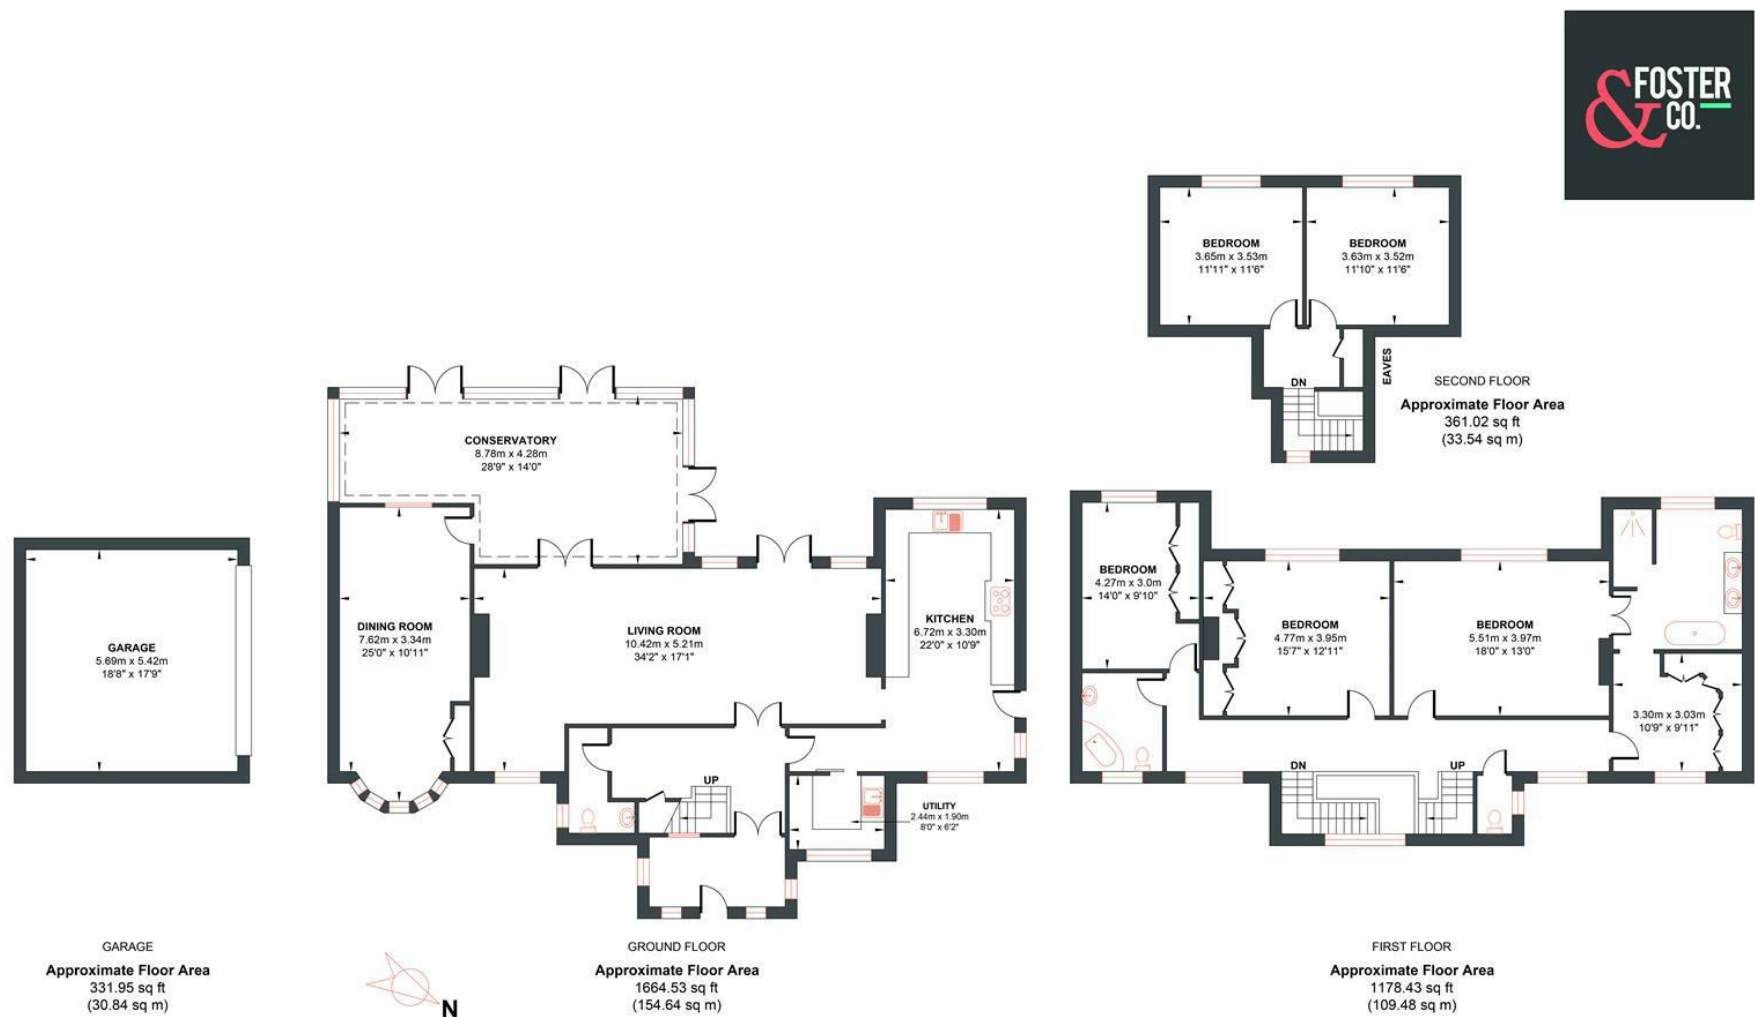 & FOSTER
CO.
BEDROOM
3.65m x 3.53m
11'11" x 11'6"
BEDROOM
3.63m x 3.52m
11'10" x 11'6"
DN
EAVES
SECOND FLOOR
Approximate Floor Area
361.02 sq ft
(33.54 sq m)
CONSERVATORY
8.78m x 4.28m
28'9" x 14'0"
GARAGE
5.69m x 5.42m
18'8" x 17'9"
DINING ROOM
7.62m x 3.34m
25'0" x 10'11"
LIVING ROOM
10.42m x 5.21m
34'2" x 17'1"
KITCHEN
6.72m x 3.30m
22'0" x 10'9"
UP
UTILITY
2.44m x 1.90m
8'0" x 6'2"
BEDROOM
4.27m x 3.0m
14'0" x 9'10"
BEDROOM
4.77m x 3.95m
15'7" x 12'11"
BEDROOM
5.51m x 3.97m
18'0" x 13'0"
3.30m x 3.03m
10'9" x 9'11"
DN
UP
GARAGE
Approximate Floor Area
331.95 sq ft
(30.84 sq m)
N
GROUND FLOOR
Approximate Floor Area
1664.53 sq ft
(154.64 sq m)
FIRST FLOOR
Approximate Floor Area
1178.43 sq ft
(109.48 sq m)